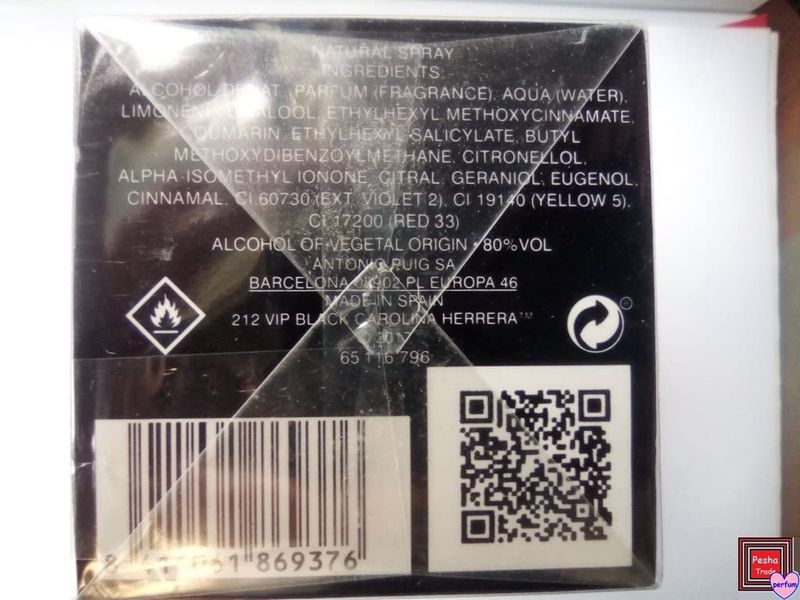 NATURAL SPRAY
INGREDIENTS:
ALCOHOL DENAT, (PARFUM (FRAGRANCE), AQUA (WATER),
LIMONENE, LINALOOL, ETHYLHEXYL METHOXYCINNAMATE,
COUMARIN, ETHYLHEXYL SALICYLATE, BUTYL
METHOXYDIBENZOYLMETHANE, CITRONELLOL,
ALPHA-ISOMETHYL IONONE, CITRAL, GERANIOL, EUGENOL,
CINNAMAL, CI 60730 (EXT. VIOLET 2), CI 19140 (YELLOW 5),
CI 17200 (RED 33)
ALCOHOL OF VEGETAL ORIGIN • 80%VOL
ANTONIO PUIG SA
BARCELONA PL EUROPA 46
MADE IN SPAIN
212 VIP BLACK CAROLINA HERRERA™
65 116 796
061 869376
Pesha
Trade
perfum